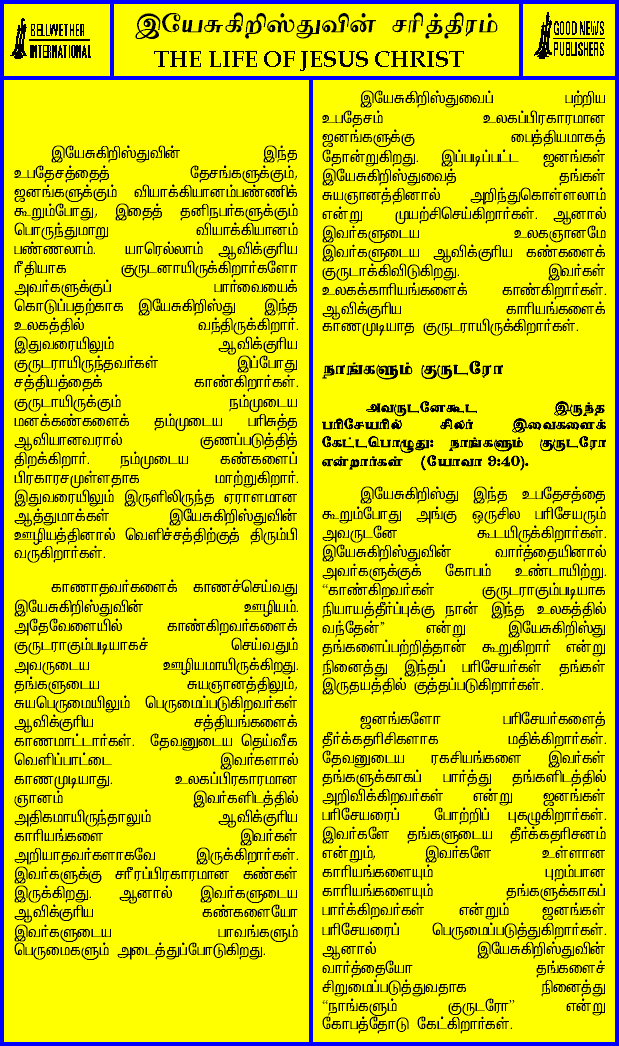 BELLWETHER
INTERNATIONAL
இயேசுகிறிஸ்துவின் சரித்திரம்
THE LIFE OF JESUS CHRIST
GOOD NEWS
PUBLISHERS
இயேசுகிறிஸ்துவின் இந்த
உபதேசத்தைத் தேசங்களுக்கும்,
ஜனங்களுக்கும் வியாக்கியானம்பண்ணிக்
கூறும்போது, இதைத் தனிநபர்களுக்கும்
பொருந்துமாறு வியாக்கியானம்
பண்ணலாம். யாரெல்லாம் ஆவிக்குரிய
ரீதியாக குருடனாயிருக்கிறார்களோ
அவர்களுக்குப் பார்வையைக்
கொடுப்பதற்காக இயேசுகிறிஸ்து இந்த
உலகத்தில் வந்திருக்கிறார்.
இதுவரையிலும் ஆவிக்குரிய
குருடராயிருந்தவர்கள் இப்போது
சத்தியத்தைக் காண்கிறார்கள்.
குருடாயிருக்கும் நம்முடைய
மனக்கண்களைக் தம்முடைய பரிசுத்த
ஆவியானவரால் குணப்படுத்தித்
திறக்கிறார். நம்முடைய கண்களைப்
பிரகாசமுள்ளதாக மாற்றுகிறார்.
இதுவரையிலும் இருளிலிருந்த ஏராளமான
ஆத்துமாக்கள் இயேசுகிறிஸ்துவின்
ஊழியத்தினால் வெளிச்சத்திற்குத் திரும்பி
வருகிறார்கள்.
காணாதவர்களைக் காணச்செய்வது
இயேசுகிறிஸ்துவின் ஊழியம்.
அதேவேளையில் காண்கிறவர்களைக்
குருடராகும்படியாகச் செய்வதும்
அவருடைய ஊழியமாயிருக்கிறது.
தங்களுடைய சுயஞானத்திலும்,
சுயபெருமையிலும் பெருமைப்படுகிறவர்கள்
ஆவிக்குரிய சத்தியங்களைக்
காணமாட்டார்கள். தேவனுடைய தெய்வீக
வெளிப்பாட்டை இவர்களால்
காணமுடியாது. உலகப்பிரகாரமான
ஞானம் இவர்களிடத்தில்
அதிகமாயிருந்தாலும் ஆவிக்குரிய
காரியங்களை இவர்கள்
அறியாதவர்களாகவே இருக்கிறார்கள்.
இவர்களுக்கு சரீரப்பிரகாரமான கண்கள்
இருக்கிறது. ஆனால் இவர்களுடைய
ஆவிக்குரிய கண்களையோ
இவர்களுடைய பாவங்களும்
பெருமைகளும் அடைத்துப்போடுகிறது.
இயேசுகிறிஸ்துவைப் பற்றிய
உபதேசம் உலகப்பிரகாரமான
ஜனங்களுக்கு பைத்தியமாகத்
தோன்றுகிறது. இப்படிப்பட்ட ஜனங்கள்
இயேசுகிறிஸ்துவைத் தங்கள்
சுயஞானத்தினால் அறிந்துகொள்ளலாம்
என்று முயற்சிசெய்கிறார்கள். ஆனால்
இவர்களுடைய உலகஞானமே
இவர்களுடைய ஆவிக்குரிய கண்களைக்
குருடாக்கிவிடுகிறது. இவர்கள்
உலகக்காரியங்களைக் காண்கிறார்கள்.
ஆவிக்குரிய காரியங்களைக்
காணமுடியாத குருடராயிருக்கிறார்கள்.
நாங்களும் குருடரோ
அவருடனேகூட இருந்த
பரிசேயரில் சிலர் இவைகளைக்
கேட்டபொழுது: நாங்களும் குருடரோ
என்றார்கள் (யோவா 9:40).
இயேசுகிறிஸ்து இந்த உபதேசத்தை
கூறும்போது அங்கு ஒருசில பரிசேயரும்
அவருடனே கூடயிருக்கிறார்கள்.
இயேசுகிறிஸ்துவின் வார்த்தையினால்
அவர்களுக்குக் கோபம் உண்டாயிற்று.
“காண்கிறவர்கள் குருடராகும்படியாக
நியாயத்தீர்ப்புக்கு நான் இந்த உலகத்தில்
வந்தேன்” என்று இயேசுகிறிஸ்து
தங்களைப்பற்றித்தான் கூறுகிறார் என்று
நினைத்து இந்தப் பரிசேயர்கள் தங்கள்
இருதயத்தில் குத்தப்படுகிறார்கள்.
ஜனங்களோ பரிசேயர்களைத்
தீர்க்கதரிசிகளாக மதிக்கிறார்கள்.
தேவனுடைய ரகசியங்களை இவர்கள்
தங்களுக்காகப் பார்த்து தங்களிடத்தில்
அறிவிக்கிறவர்கள் என்று ஜனங்கள்
பரிசேயரைப் போற்றிப் புகழுகிறார்கள்.
இவர்களே தங்களுடைய தீர்க்கதரிசனம்
என்றும், இவர்களே உள்ளான
காரியங்களையும் புறம்பான
காரியங்களையும் தங்களுக்காகப்
பார்க்கிறவர்கள் என்றும் ஜனங்கள்
பரிசேயரைப் பெருமைப்படுத்துகிறார்கள்.
ஆனால் இயேசுகிறிஸ்துவின்
வார்த்தையோ தங்களைச்
சிறுமைப்படுத்துவதாக நினைத்து
“நாங்களும் குருடரோ” என்று
கோபத்தோடு கேட்கிறார்கள்.